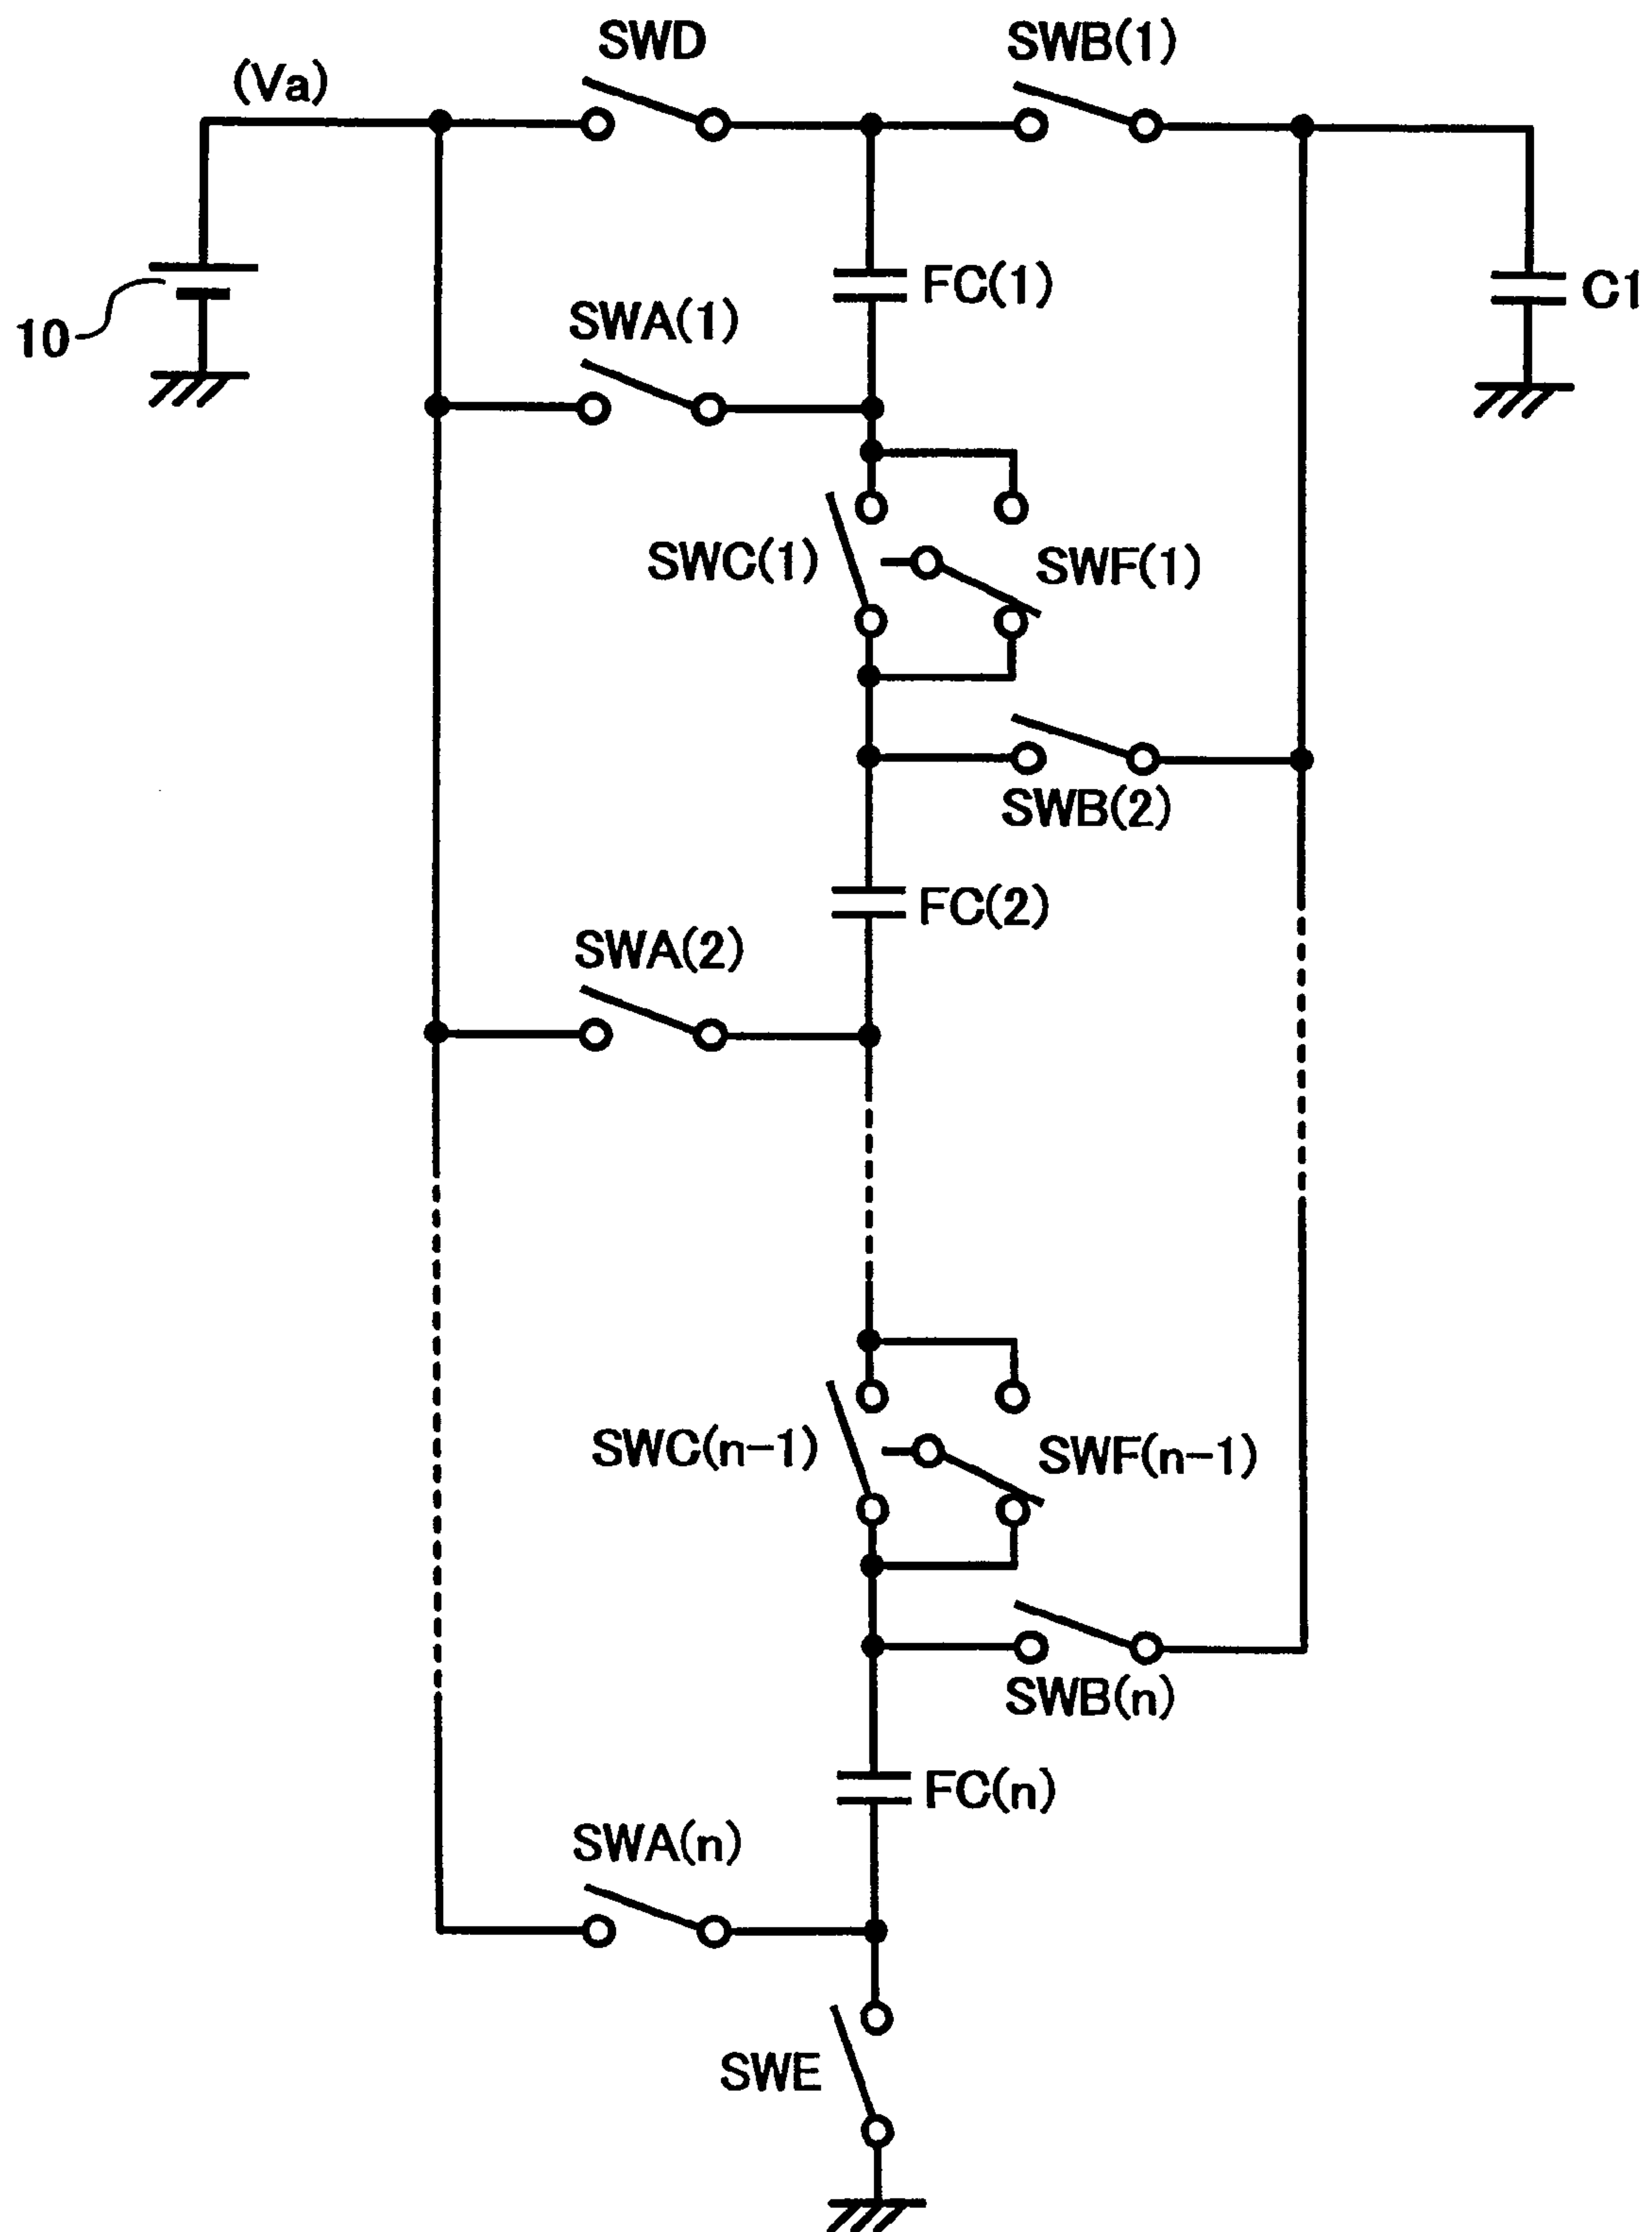 SWD
SWB(1)
(Va)
FC(1)
C1
10
SWA(1)
SWC(1)
SWF(1)
SWB(2)
FC(2)
SWA(2)
SWC(n-1)
SWF(n-1)
SWB(n)
FC(n)
SWA(n)
SWE